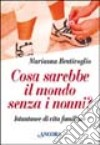 Marianna Bentivoglio
Cosa sarebbe
il mondo
senza i nonni?
Istantanee di vita familiare
ANCORA